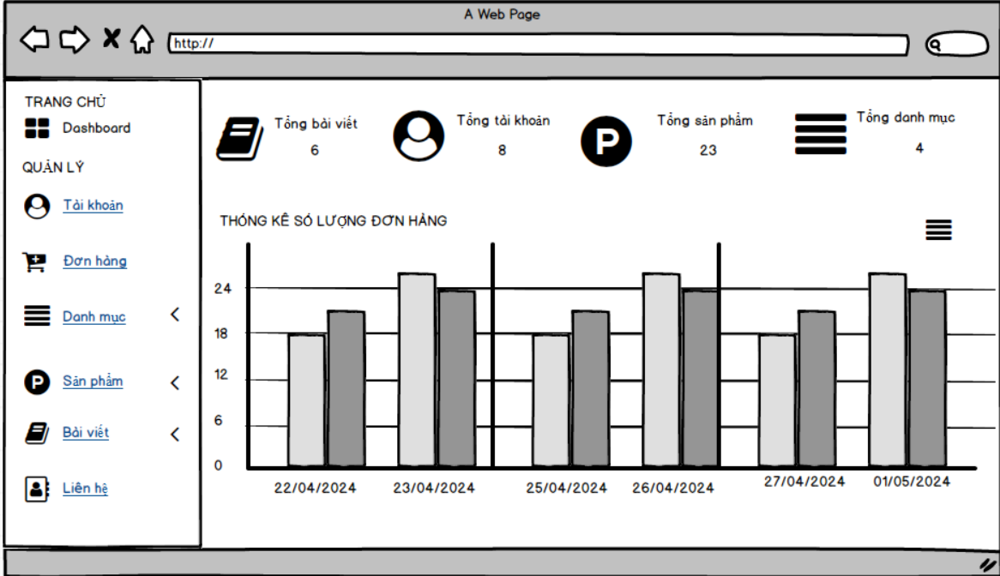 A Web Page
http://
TRANG CHỦ
Dashboard
QUẢN LÝ
Tài khoản
Đơn hàng
Danh mục
Sản phẩm
Bài viết
Liên hệ
Tổng bài viết
6
Tổng tài khoản
8
Tổng sản phẩm
23
Tổng danh mục
4
THỐNG KÊ SỐ LƯỢNG ĐƠN HÀNG
24
18
12
6
0
22/04/2024 23/04/2024 25/04/2024 26/04/2024 27/04/2024 01/05/2024